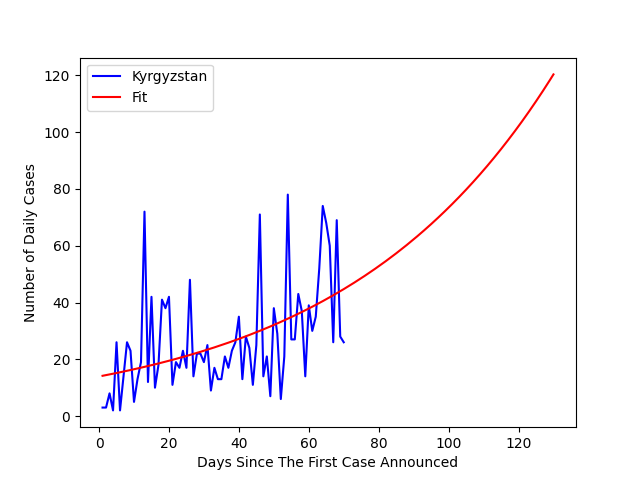 Kyrgyzstan
Fit
120
100
80
60
40
20
0
Number of Daily Cases
0 20 40 60 80 100 120
Days Since The First Case Announced